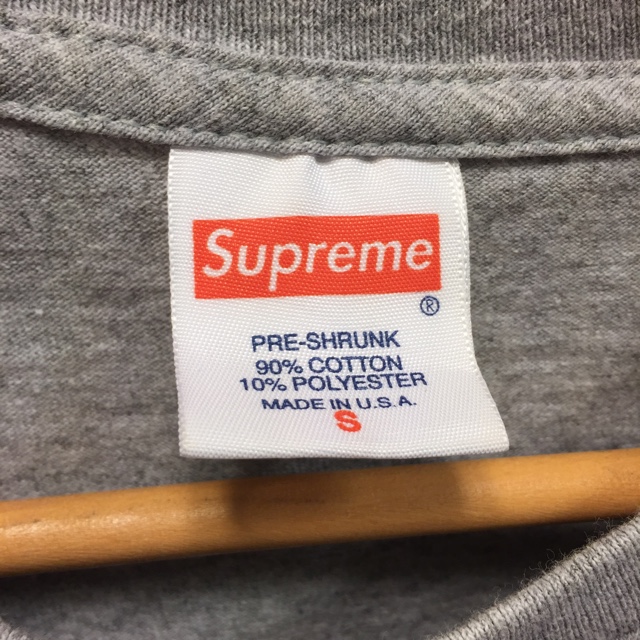 Supreme
®
PRE-SHRUNK
90% COTTON
10% POLYESTER
MADE IN U.S.A.
S